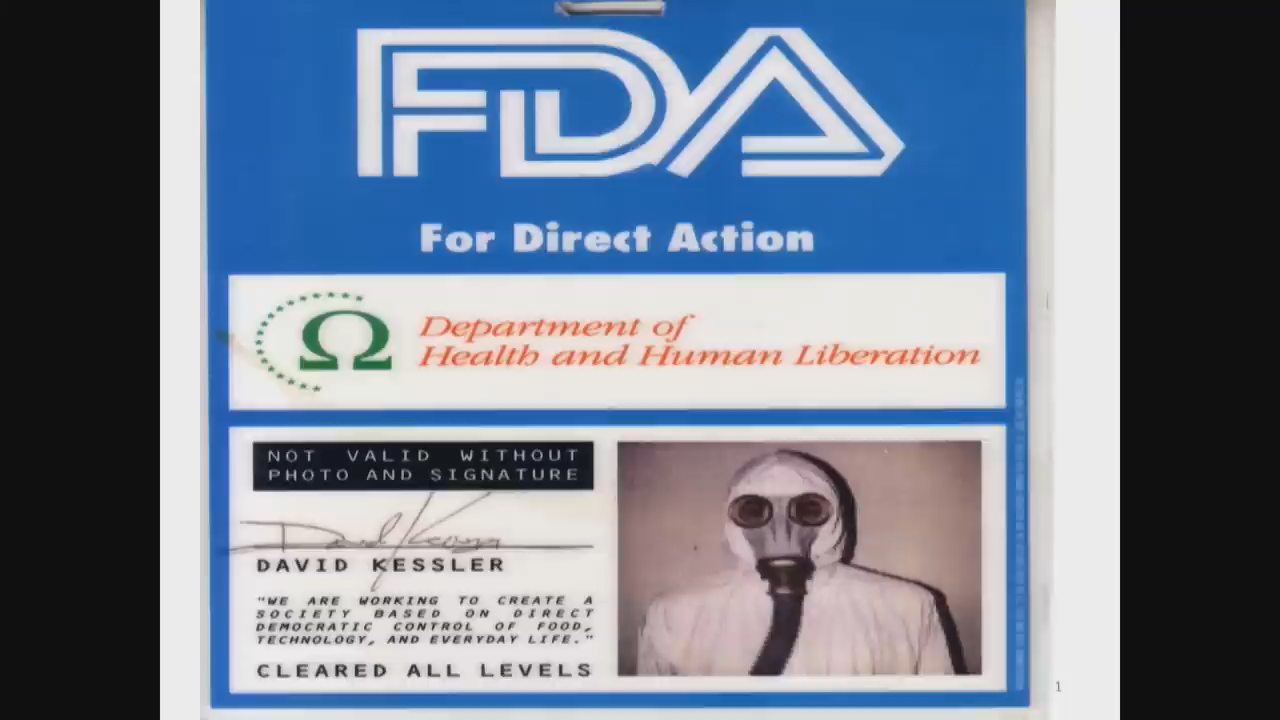 FDA
For Direct Action
Ω
Department of
Health and Human Liberation
NOT VALID WITHOUT
PHOTO AND SIGNATURE
David Kessler
DAVID KESSLER
"WE ARE WORKING TO CREATE A
SOCIETY BASED ON DIRECT
DEMOCRATIC CONTROL OF FOOD,
TECHNOLOGY, AND EVERYDAY LIFE."
CLEARED ALL LEVELS
1